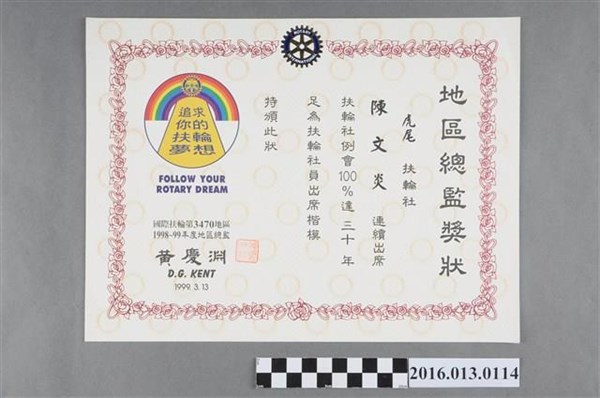 地區總監獎狀
虎尾 扶輪社
陳文炎 連續出席
扶輪社例會100%達三十年
足為扶輪社員出席楷模
特頒此狀
追求
你的
扶輪
夢想
FOLLOW YOUR
ROTARY DREAM
國際扶輪第3470地區
1998-99年度地區總監
黃慶淵
D.G. KENT
1999.3.13
2016.013.0114